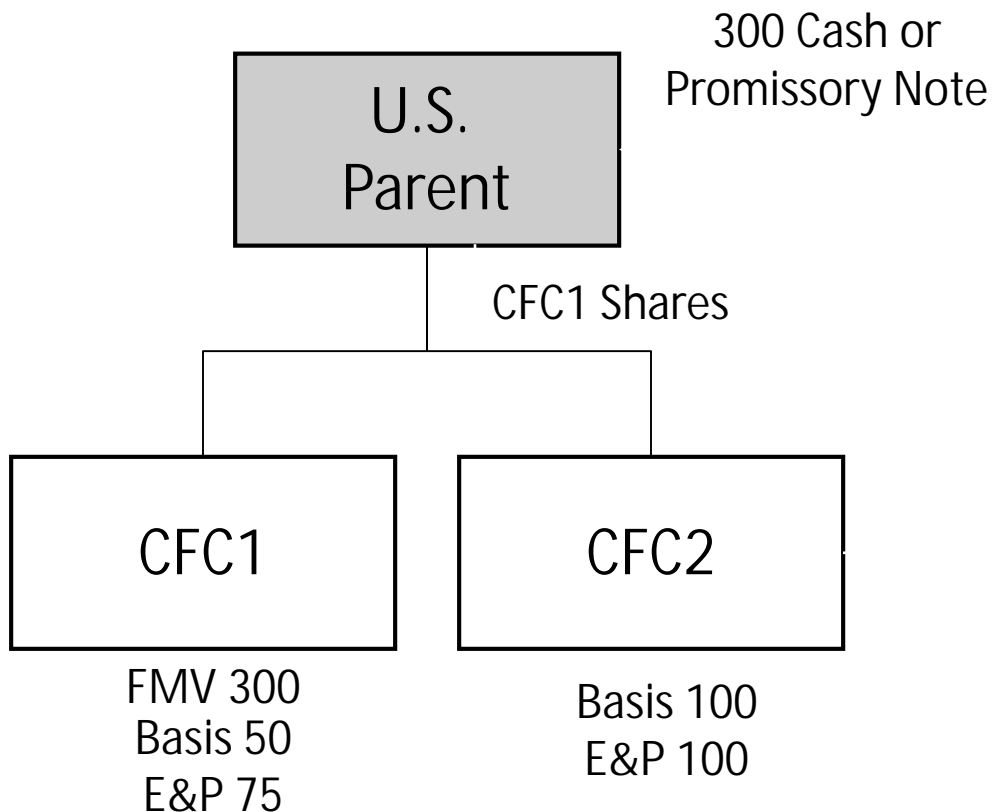 300 Cash or
Promissory Note
U.S.
Parent
CFC1 Shares
CFC1
CFC2
FMV 300
Basis 50
E&P 75
Basis 100
E&P 100